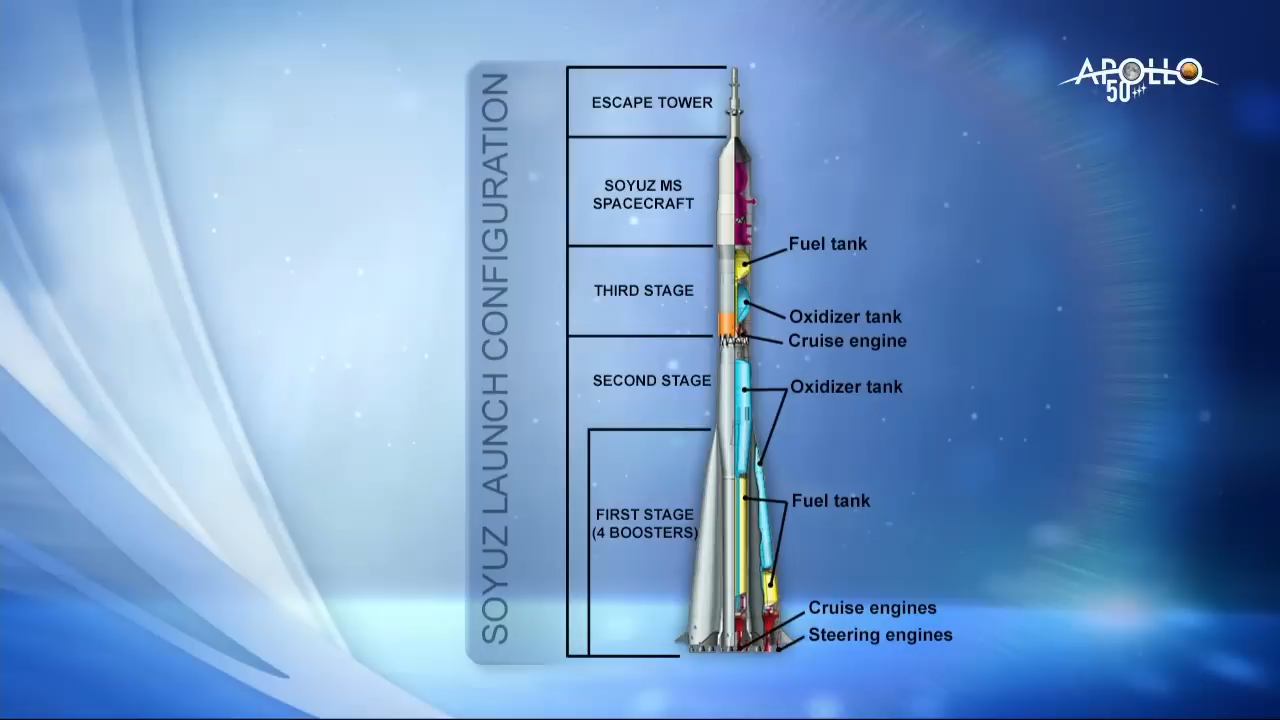 APOLLO
50
SOYUZ LAUNCH CONFIGURATION
ESCAPE TOWER
SOYUZ MS
SPACECRAFT
Fuel tank
THIRD STAGE
Oxidizer tank
Cruise engine
SECOND STAGE
Oxidizer tank
Fuel tank
FIRST STAGE
(4 BOOSTERS)
Cruise engines
Steering engines